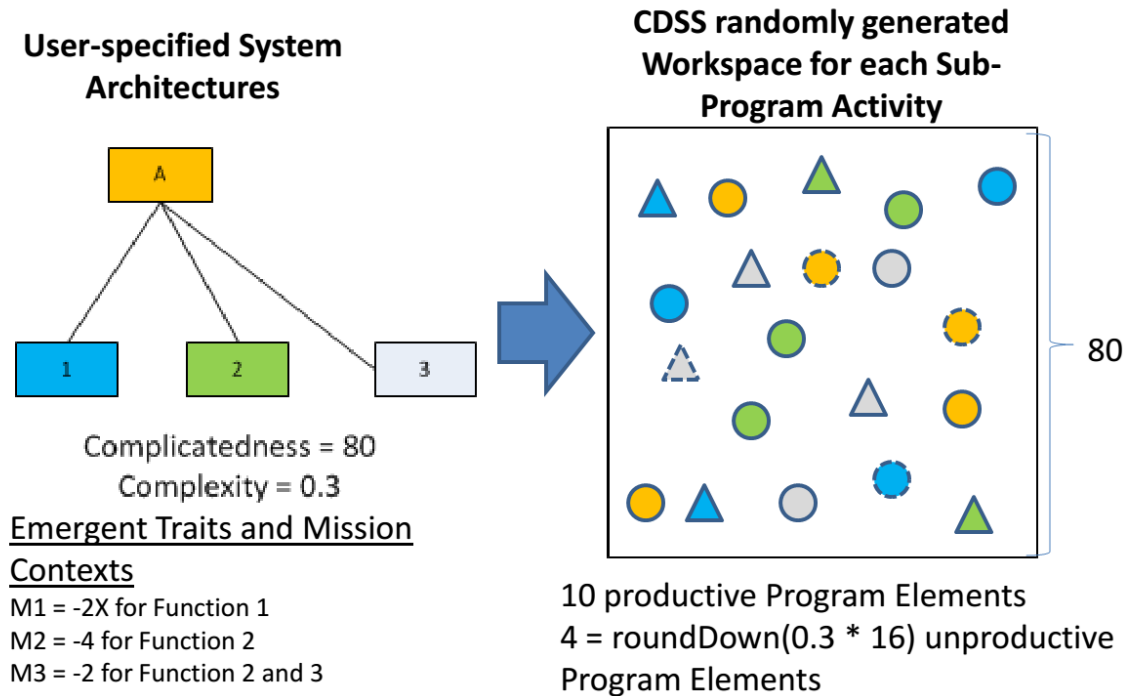 User-specified System
Architectures
A
1
2
3
Complicatedness = 80
Complexity = 0.3
Emergent Traits and Mission
Contexts
M1 = -2X for Function 1
M2 = -4 for Function 2
M3 = -2 for Function 2 and 3
CDSS randomly generated
Workspace for each Sub-
Program Activity
80
10 productive Program Elements
4 = roundDown(0.3 * 16) unproductive
Program Elements